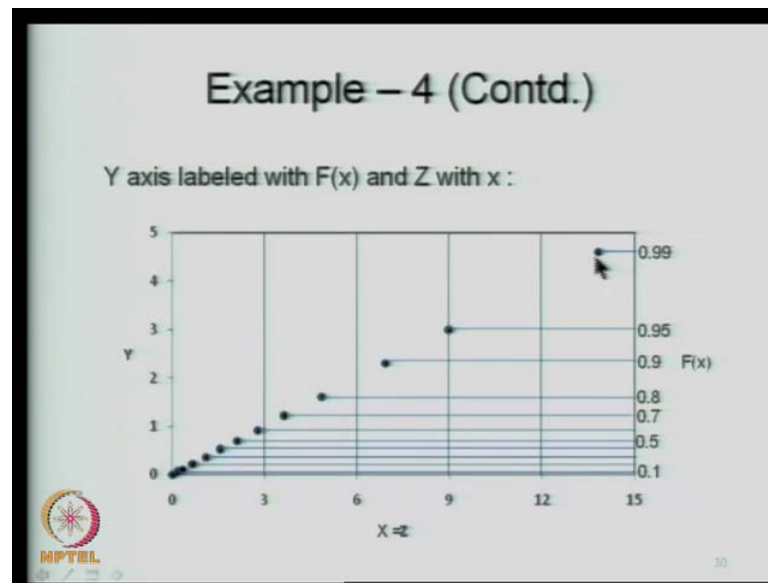 Example – 4 (Contd.)
Y axis labeled with F(x) and Z with x :
5
4
3
2
1
0
Y
0.99
0.95
0.9
0.8
0.7
0.5
0.1
F(x)
0 3 6 9 12 15
X =z
NPTEL
30